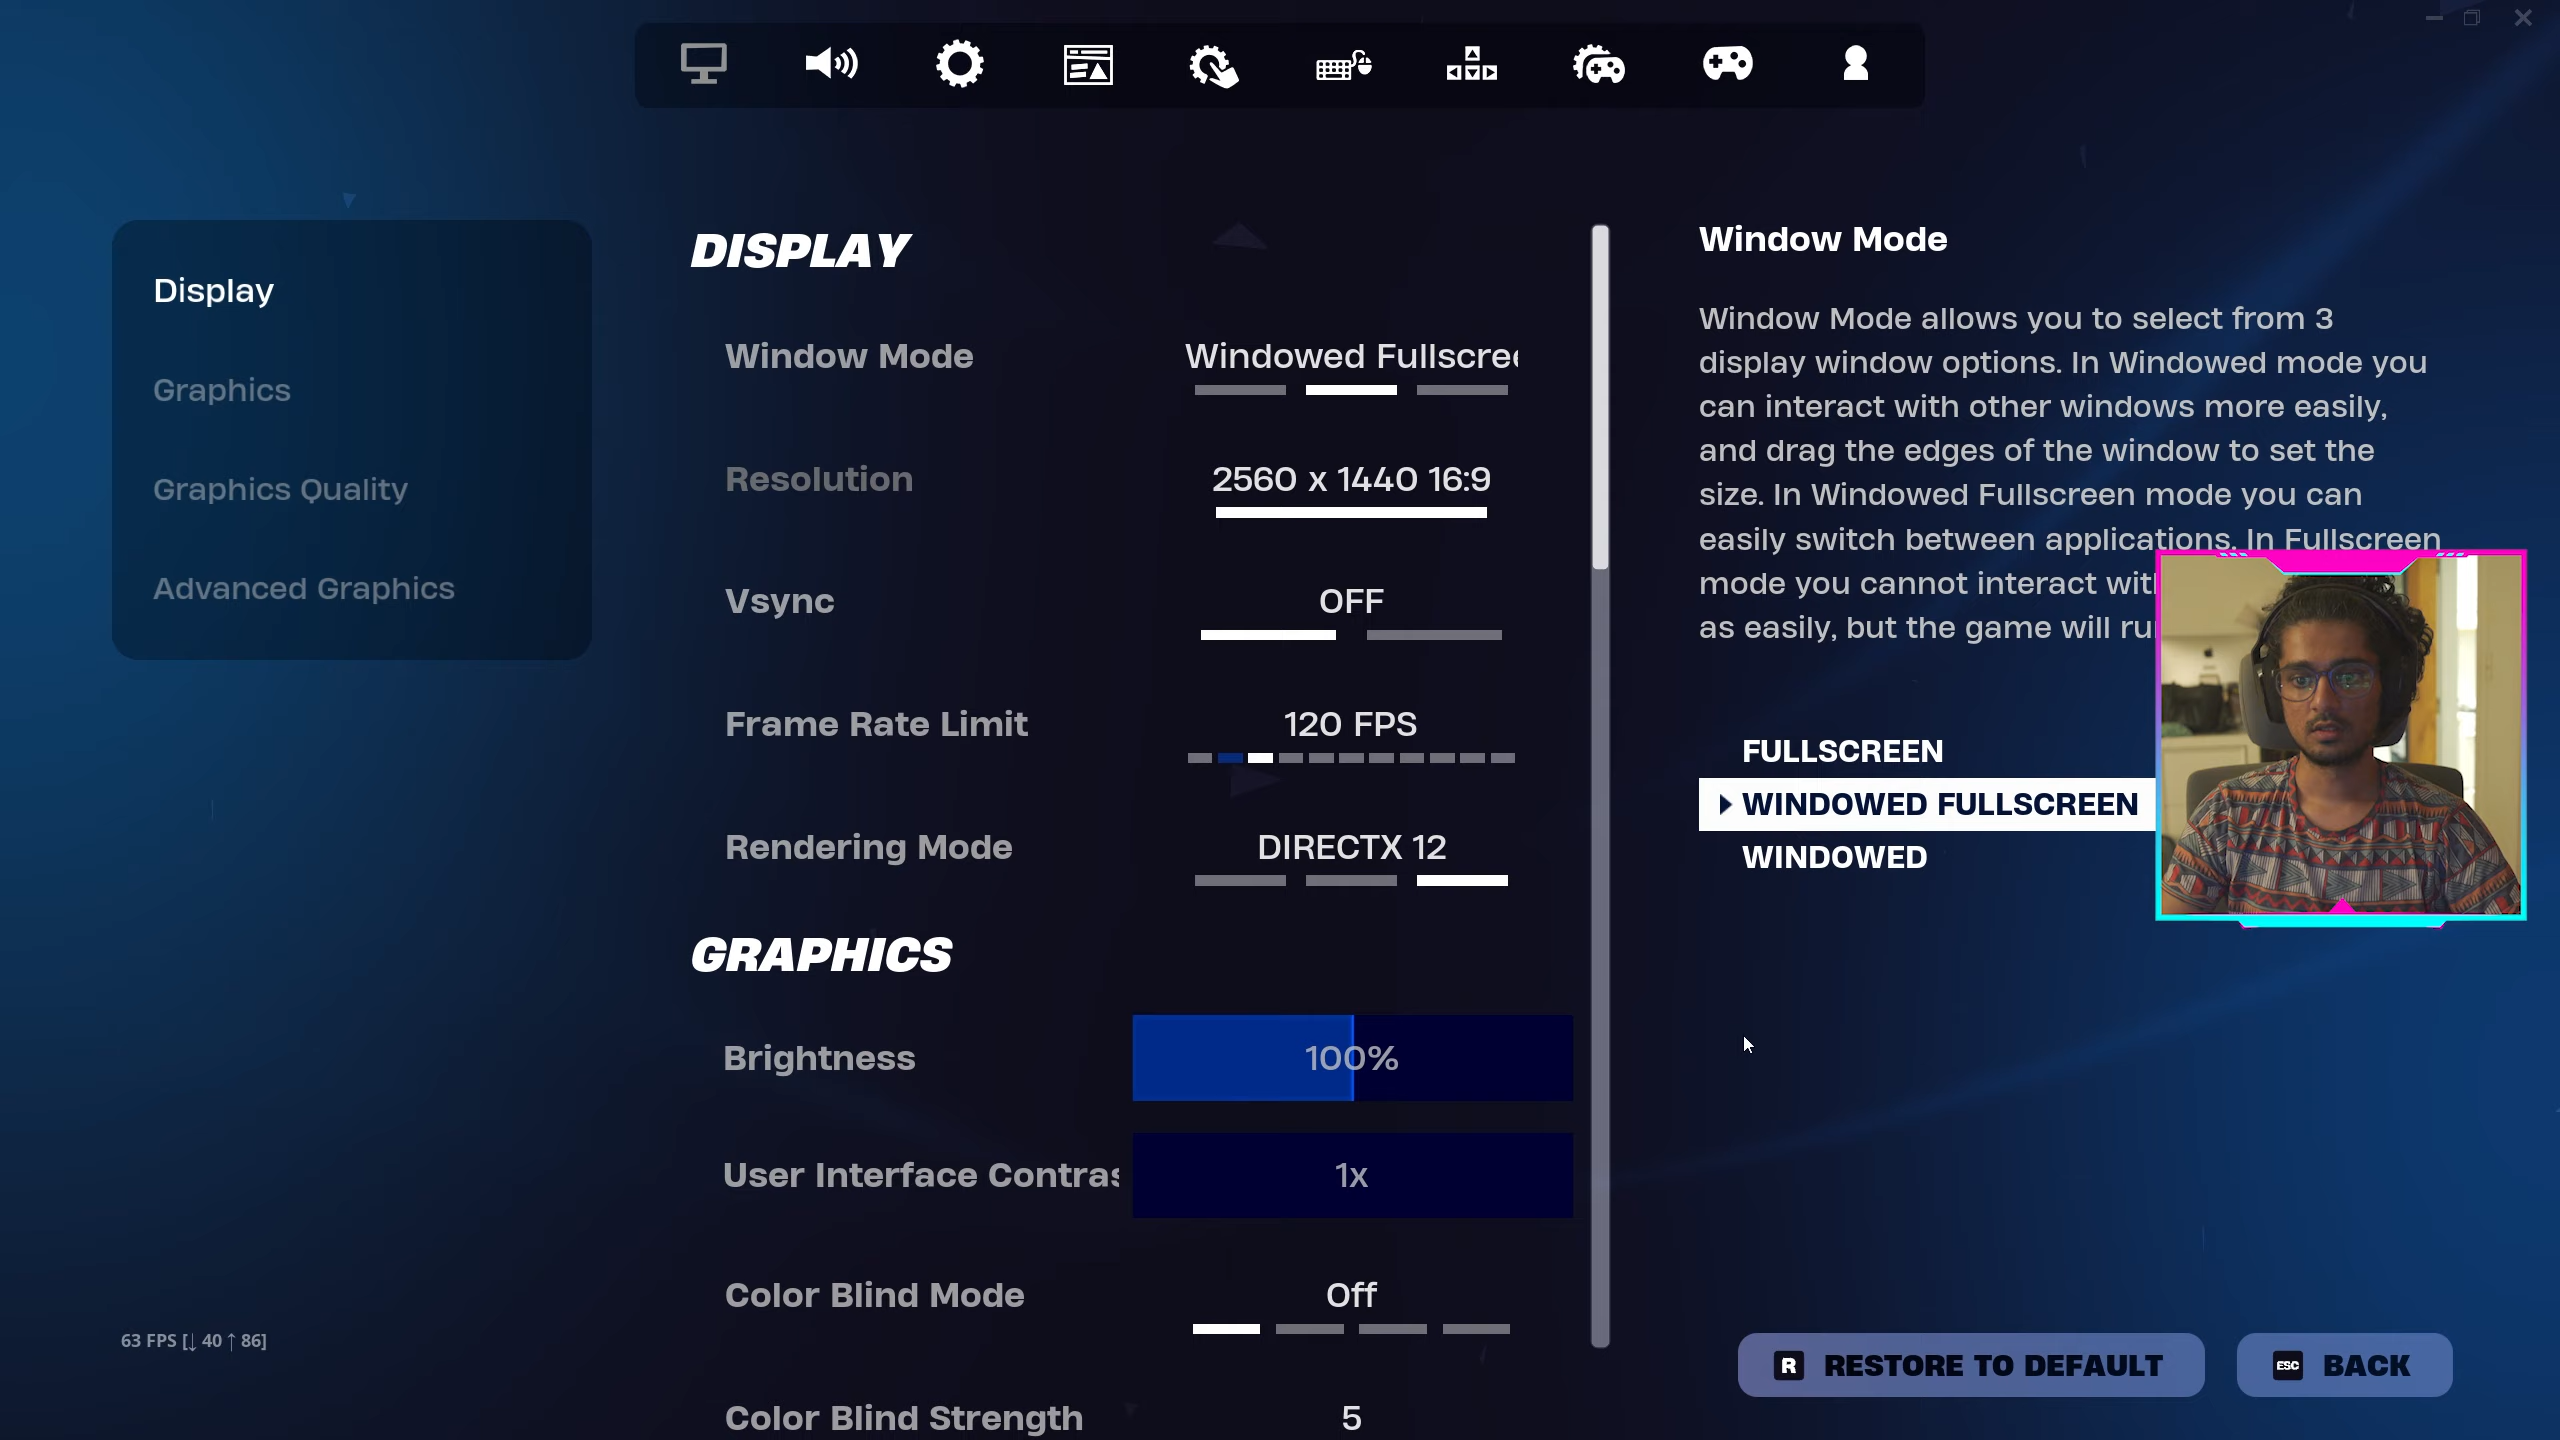 DISPLAY
Display
Graphics
Graphics Quality
Advanced Graphics
Window Mode
Windowed Fullscree
Resolution
2560 x 1440 16:9
Vsync
OFF
Frame Rate Limit
120 FPS
Rendering Mode
DIRECTX 12
GRAPHICS
Brightness
100%
User Interface Contras
1x
Color Blind Mode
Off
Color Blind Strength
5
Window Mode
Window Mode allows you to select from 3
display window options. In Windowed mode you
can interact with other windows more easily,
and drag the edges of the window to set the
size. In Windowed Fullscreen mode you can
easily switch between applications. In Fullscreen
mode you cannot interact with
as easily, but the game will run
FULLSCREEN
WINDOWED FULLSCREEN
WINDOWED
63 FPS [↓ 40 ↑ 86]
R RESTORE TO DEFAULT
ESC BACK